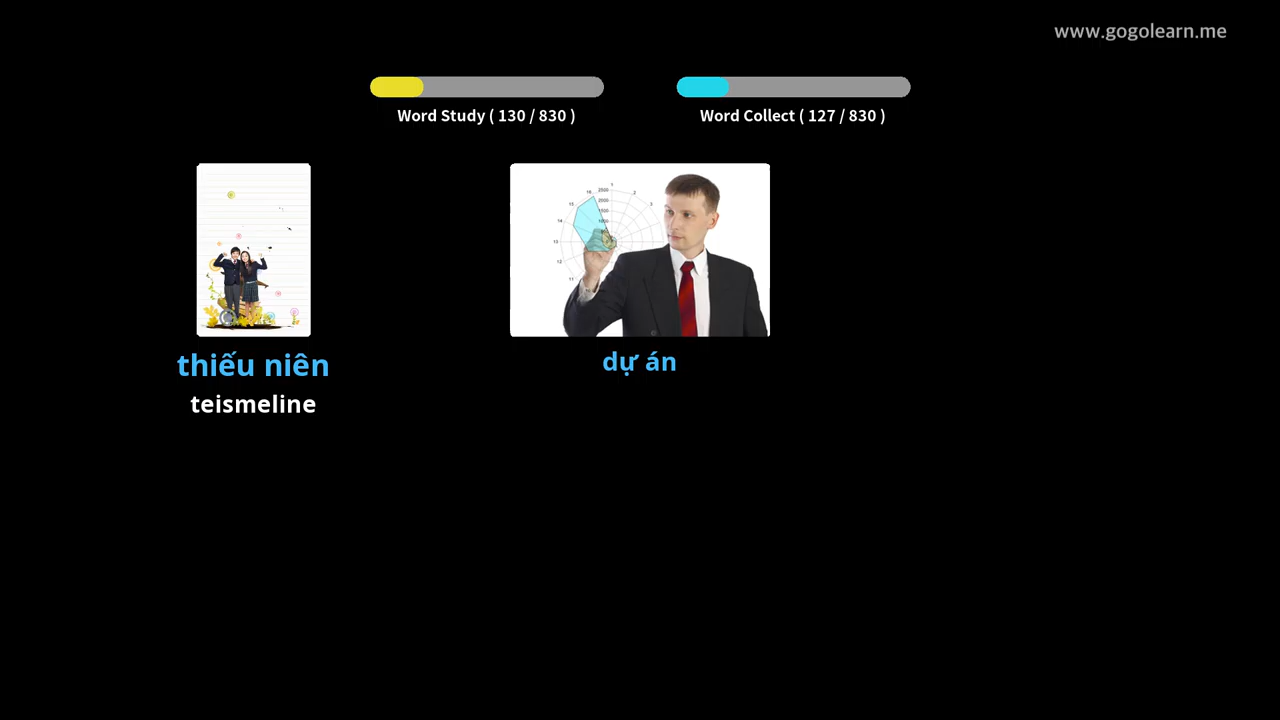 www.gogolearn.me
Word Study ( 130 / 830 )
Word Collect ( 127 / 830 )
thiếu niên
teismeline
dự án